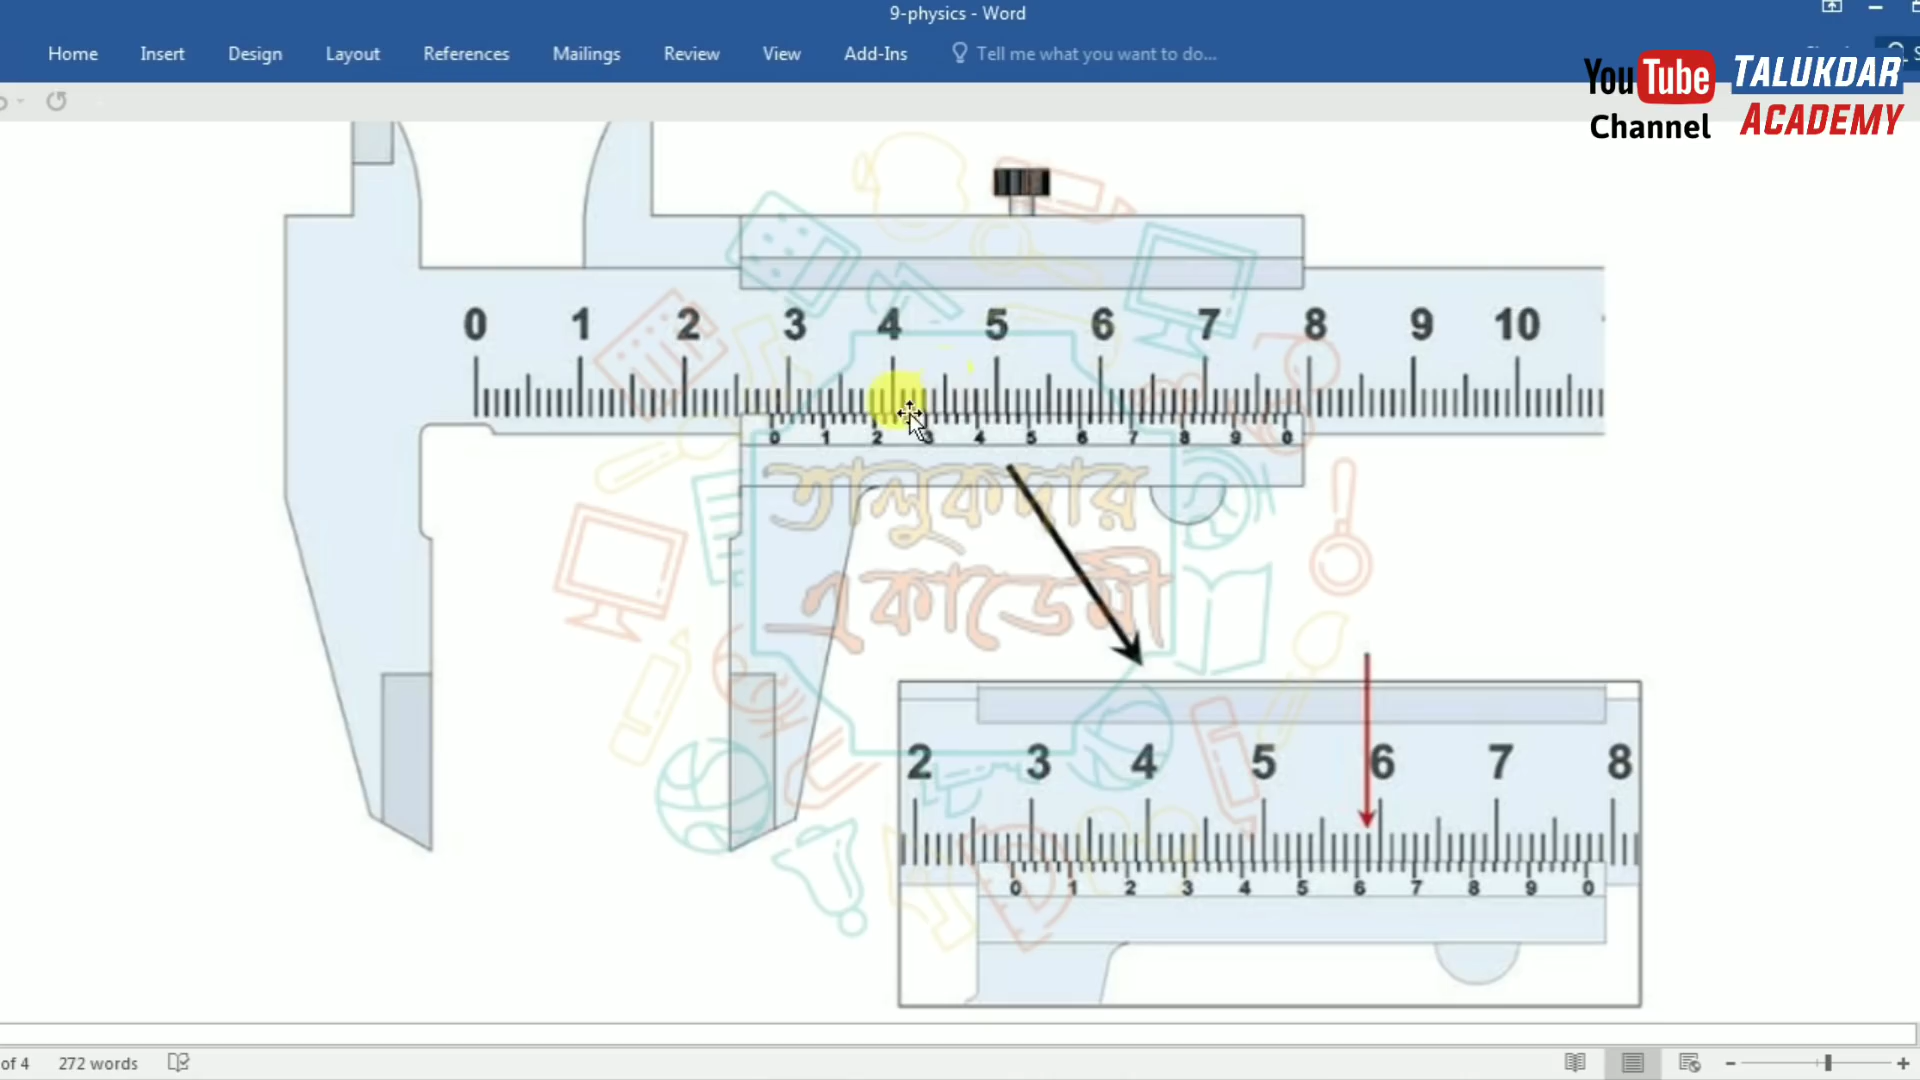 9-physics - Word
Home Insert Design Layout References Mailings Review View Add-Ins Tell me what you want to do...
YouTube TALUKDAR
Channel ACADEMY
0 1 2 3 4 5 6 7 8 9 10
0 1 2 3 4 5 6 7 8 9 0
তালুকদার
একাডেমী
2 3 4 5 6 7 8
0 1 2 3 4 5 6 7 8 9 0
of 4 272 words